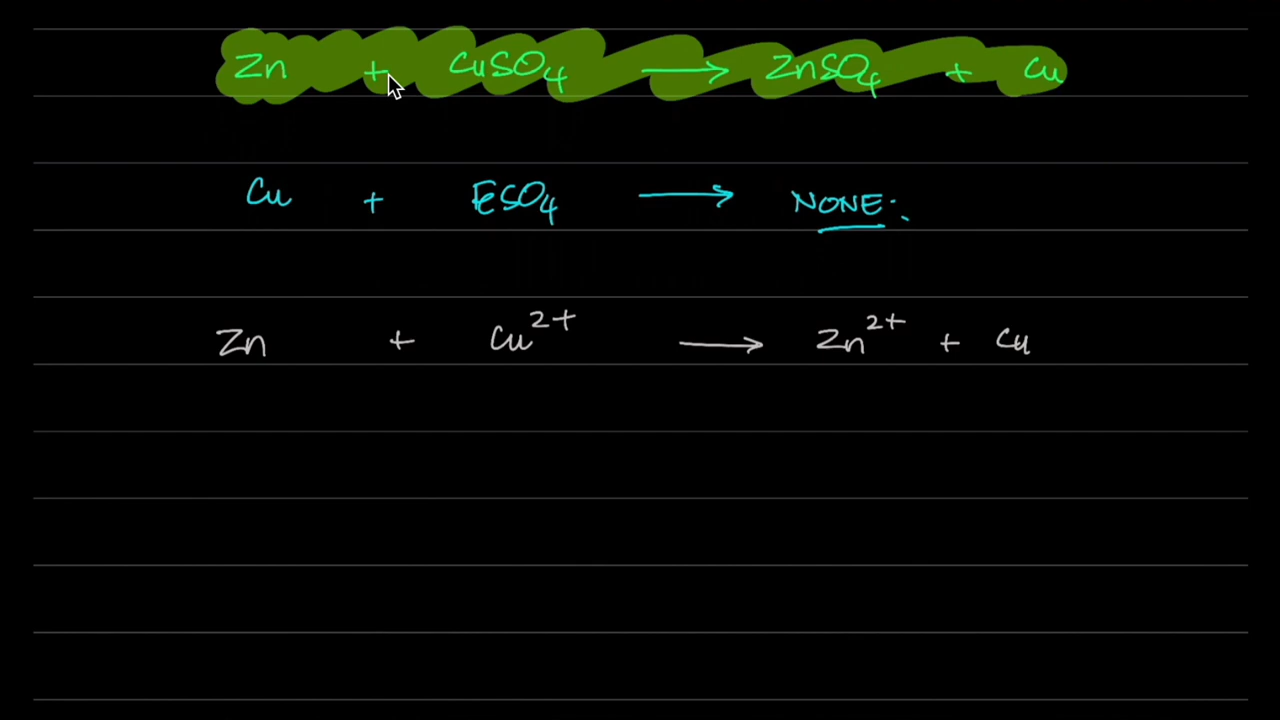 Zn + CuSO4 → ZnSO4 + Cu
Cu + FeSO4 → NONE.
Zn + Cu²⁺ → Zn²⁺ + Cu